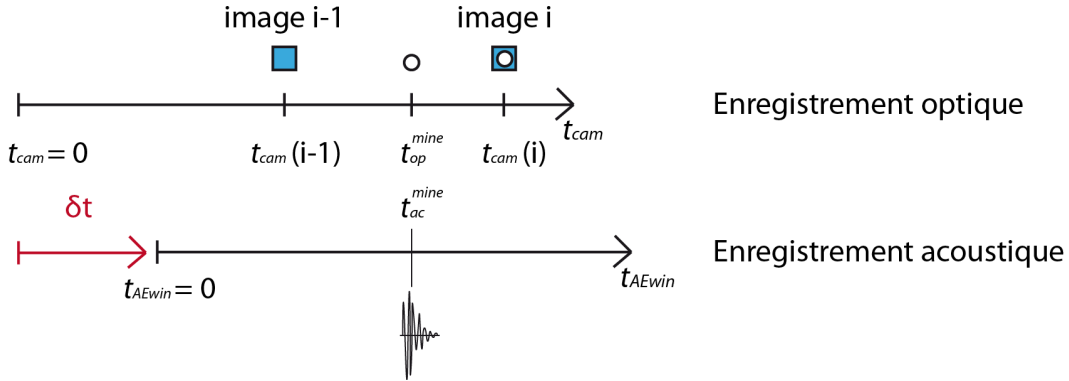 image i-1 image i
Enregistrement optique
t_cam
t_cam = 0 t_cam (i-1) t_op^mine t_cam (i)
δt t_ac^mine
Enregistrement acoustique
t_AEwin
t_AEwin = 0